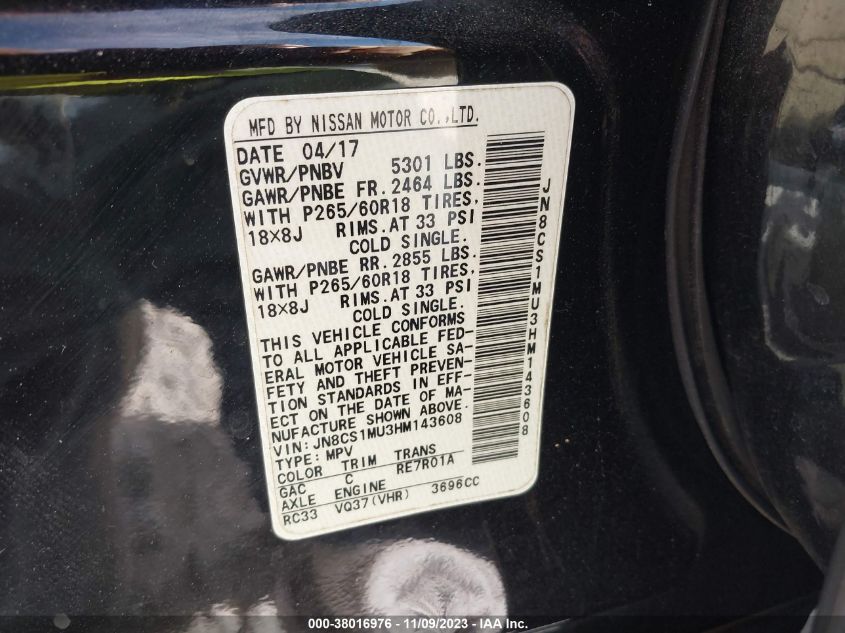 MFD BY NISSAN MOTOR CO.,LTD.
DATE 04/17
GVWR/PNBV 5301 LBS.
GAWR/PNBE FR. 2464 LBS.
WITH P265/60R18 TIRES,
18×8J RIMS.AT 33 PSI
COLD SINGLE.
GAWR/PNBE RR. 2855 LBS.
WITH P265/60R18 TIRES,
18×8J RIMS.AT 33 PSI
COLD SINGLE.
THIS VEHICLE CONFORMS
TO ALL APPLICABLE FED-
ERAL MOTOR VEHICLE SA-
FETY AND THEFT PREVEN-
TION STANDARDS IN EFF-
ECT ON THE DATE OF MA-
NUFACTURE SHOWN ABOVE.
VIN: JN8CS1MU3HM143608
TYPE: MPV
COLOR TRIM TRANS
GAC C RE7R01A
AXLE ENGINE
RC33 VQ37(VHR) 3696CC
JN8CS1MU3HM143608
000-38016976 - 11/09/2023 - IAA, Inc.